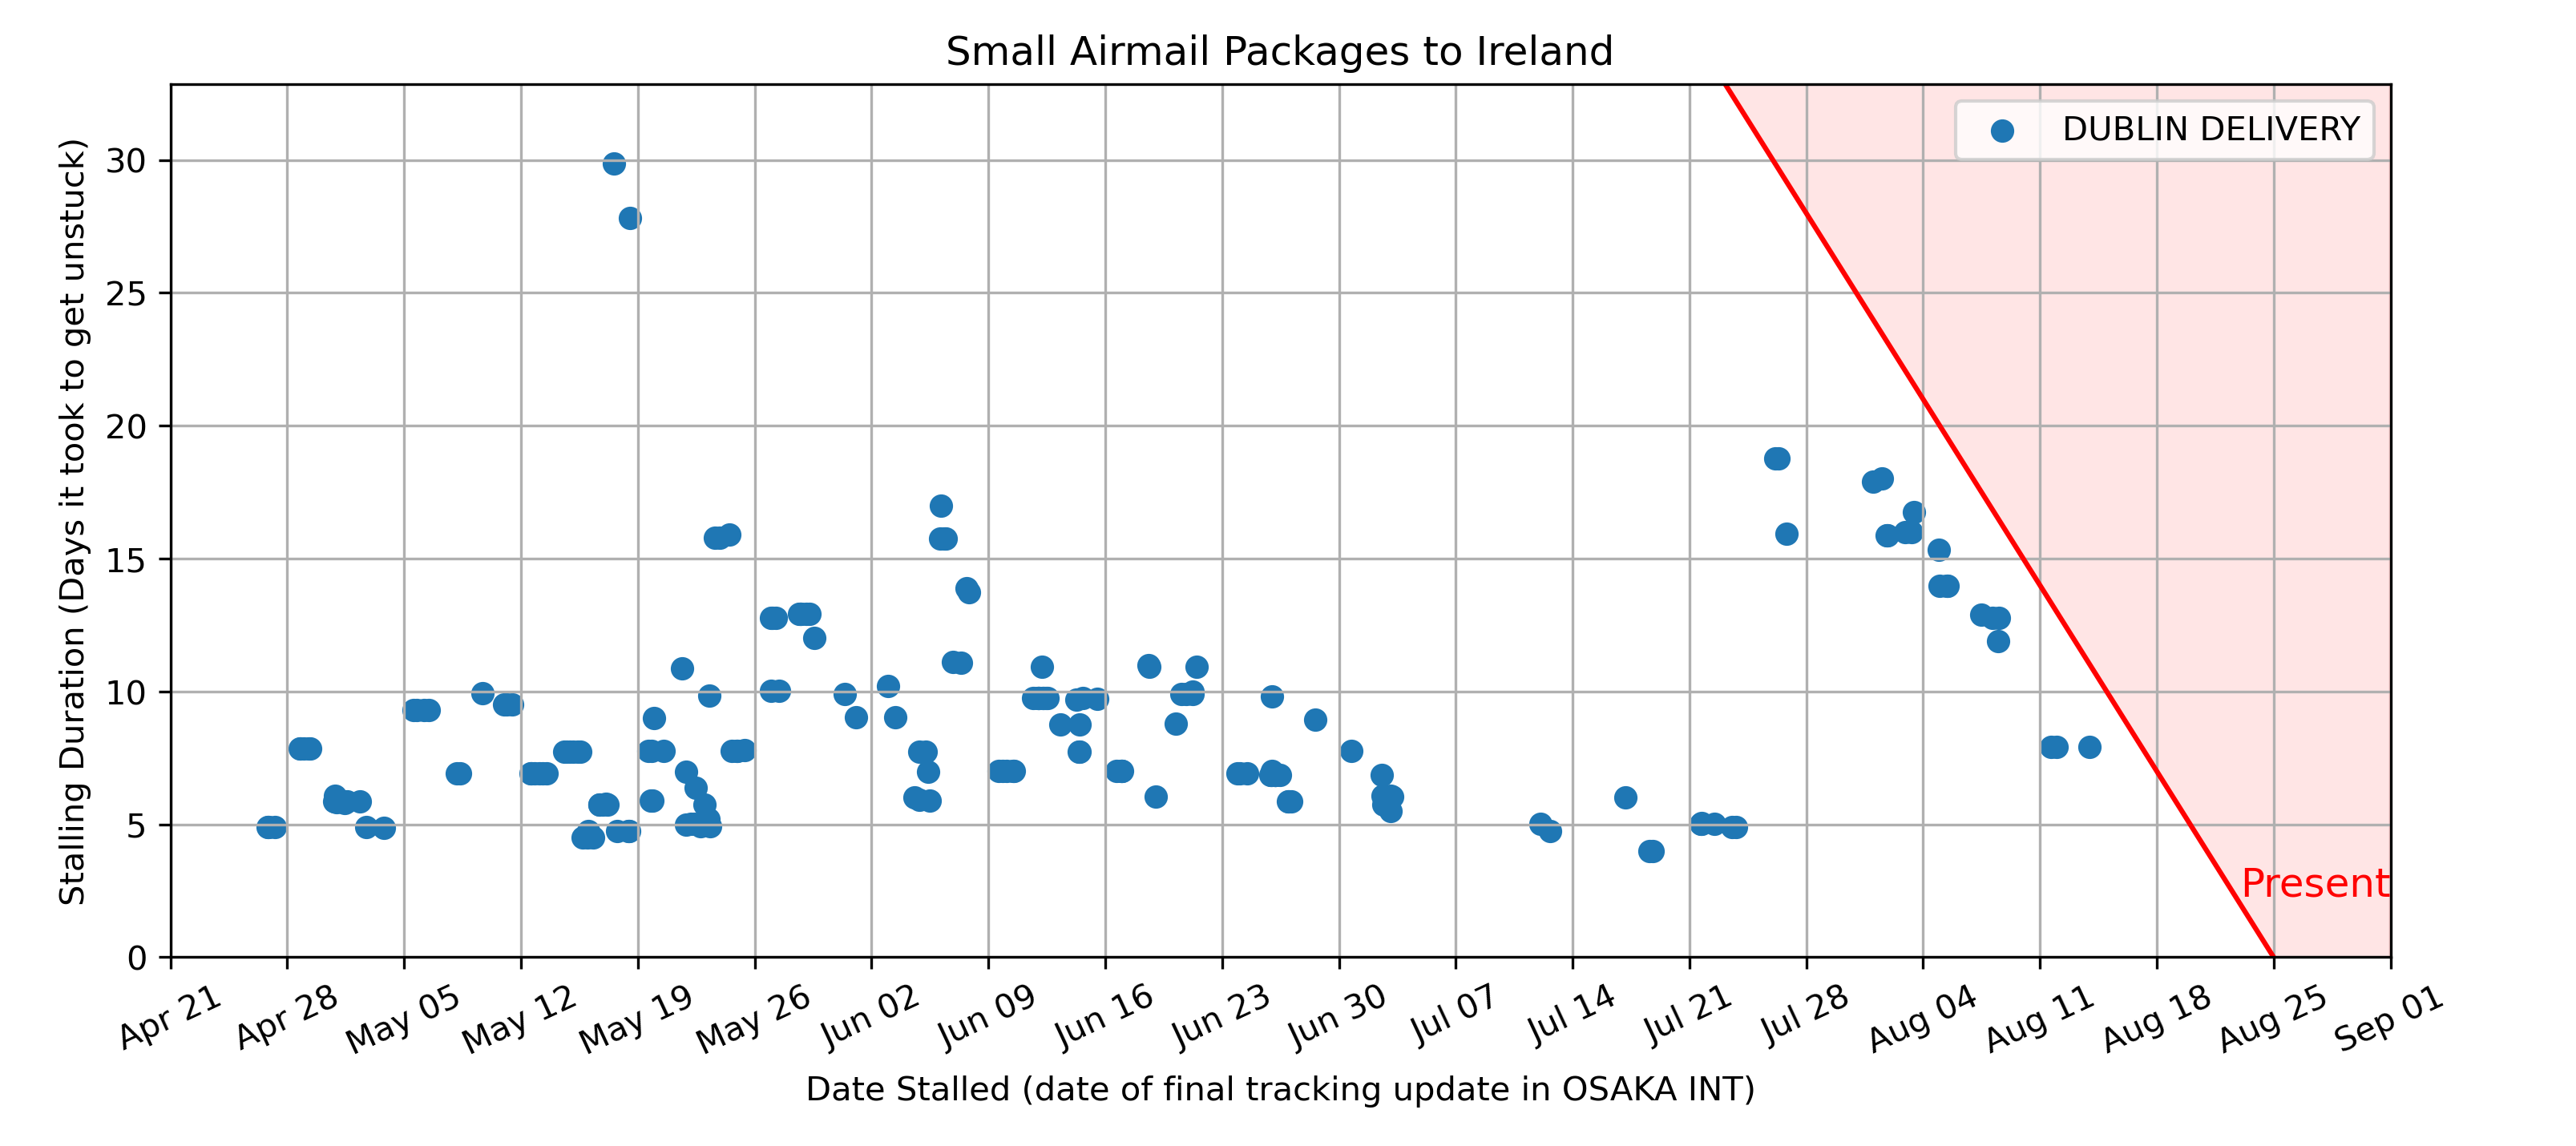 Small Airmail Packages to Ireland
DUBLIN DELIVERY
Stalling Duration (Days it took to get unstuck)
30
25
20
15
10
5
0
Present
Apr 21 Apr 28 May 05 May 12 May 19 May 26 Jun 02 Jun 09 Jun 16 Jun 23 Jun 30 Jul 07 Jul 14 Jul 21 Jul 28 Aug 04 Aug 11 Aug 18 Aug 25 Sep 01
Date Stalled (date of final tracking update in OSAKA INT)